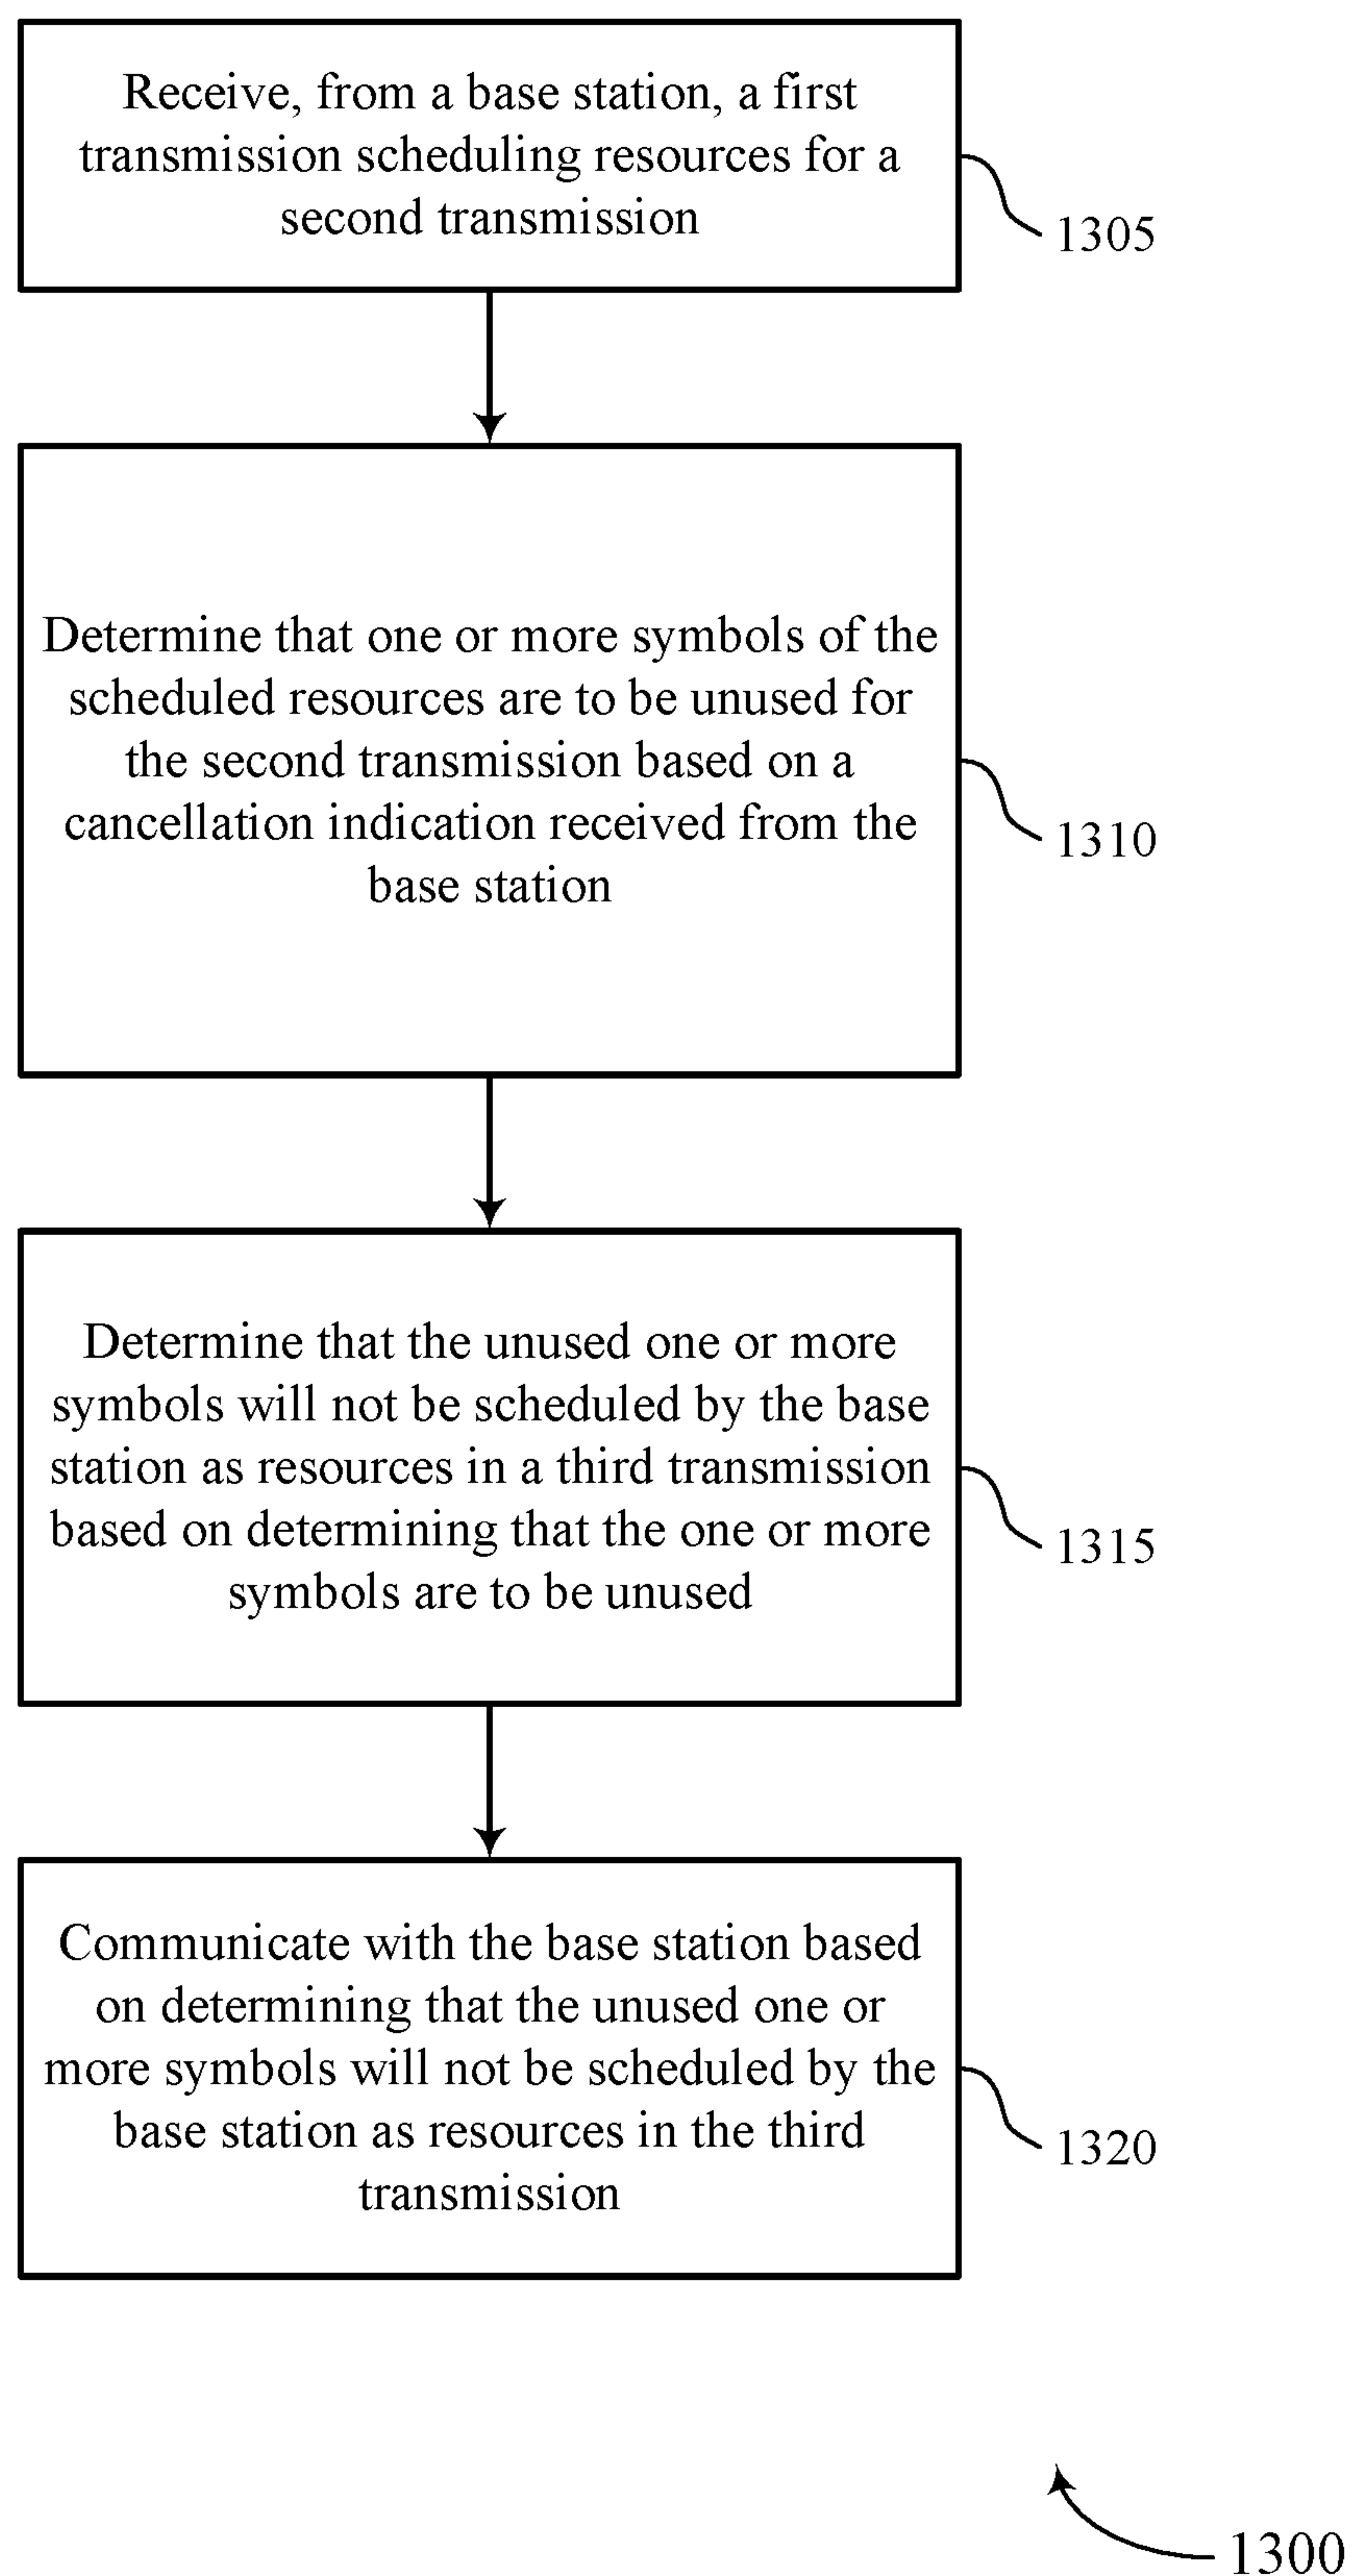 Receive, from a base station, a first
transmission scheduling resources for a
second transmission
1305
Determine that one or more symbols of the
scheduled resources are to be unused for
the second transmission based on a
cancellation indication received from the
base station
1310
Determine that the unused one or more
symbols will not be scheduled by the base
station as resources in a third transmission
based on determining that the one or more
symbols are to be unused
1315
Communicate with the base station based
on determining that the unused one or
more symbols will not be scheduled by the
base station as resources in the third
transmission
1320
1300